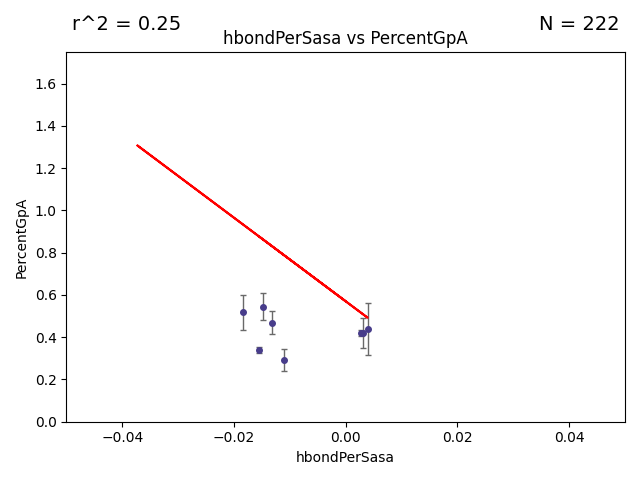 r^2 = 0.25
N = 222
hbondPerSasa vs PercentGpA
PercentGpA
1.6
1.4
1.2
1.0
0.8
0.6
0.4
0.2
0.0
−0.04
−0.02
0.00
0.02
0.04
hbondPerSasa